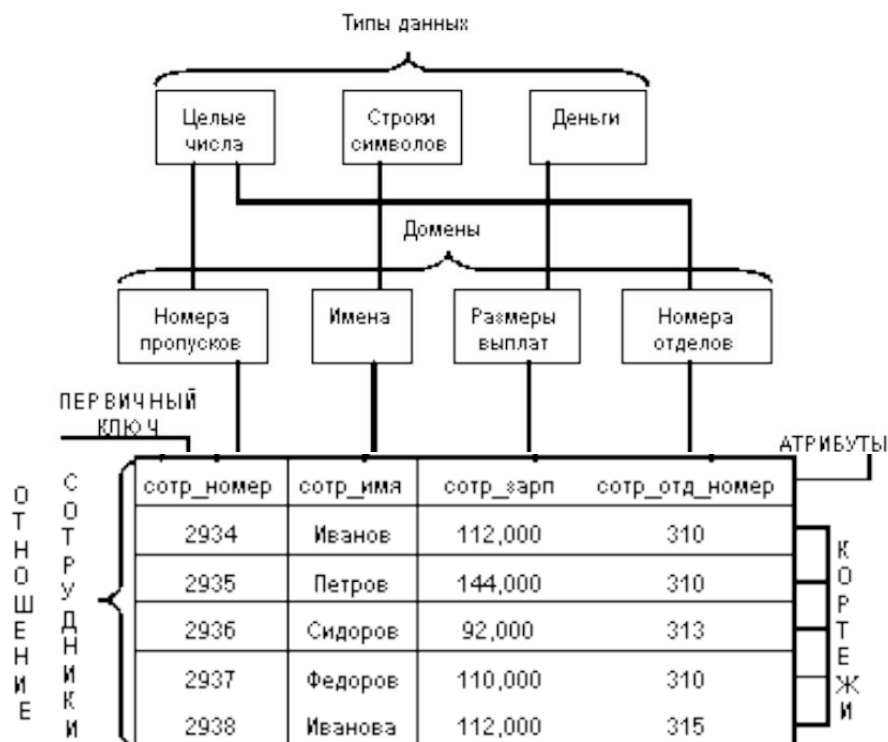 Типы данных
Целые числа
Строки символов
Деньги
Домены
Номера пропусков
Имена
Размеры выплат
Номера отделов
ПЕРВИЧНЫЙ КЛЮЧ
АТРИБУТЫ
ОТНОШЕНИЕ
СОТРУДНИКИ
сотр_номер сотр_имя сотр_зарп сотр_отд_номер
2934 Иванов 112,000 310
2935 Петров 144,000 310
2936 Сидоров 92,000 313
2937 Федоров 110,000 310
2938 Иванова 112,000 315
КОРТЕЖИ